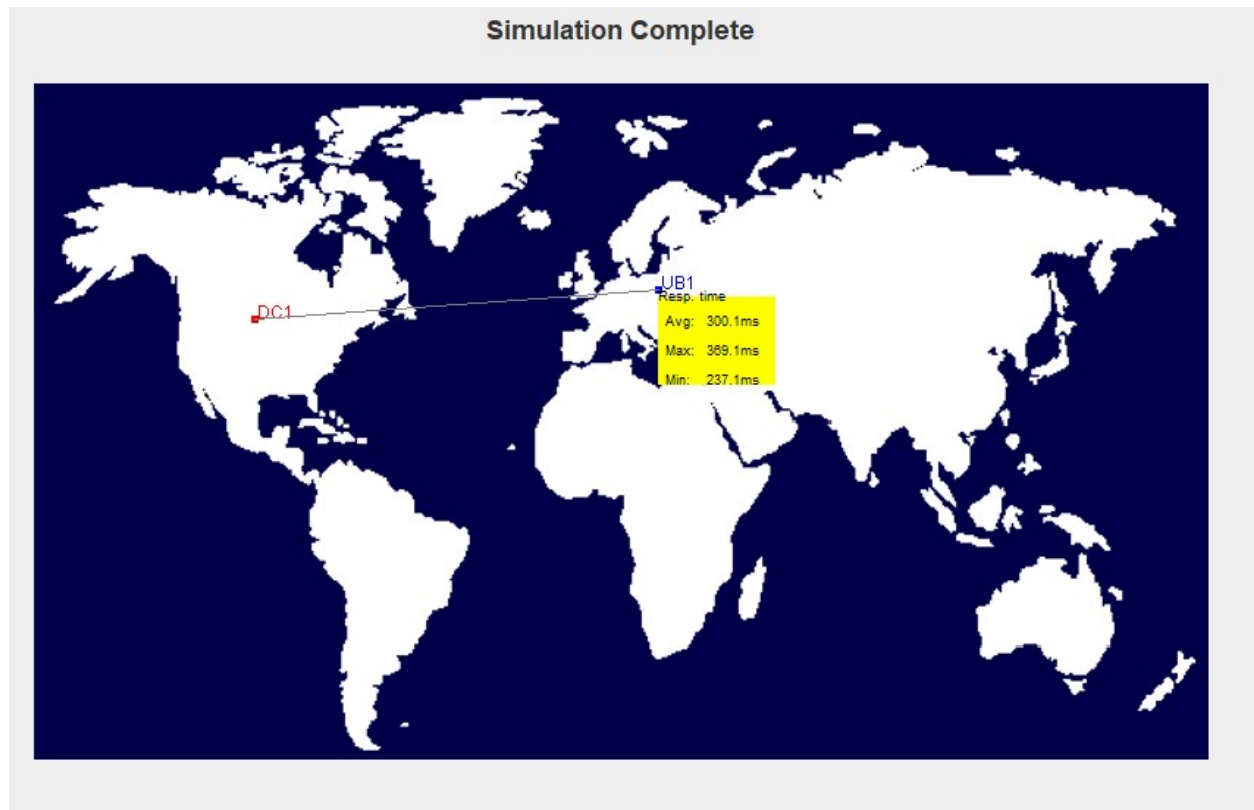 Simulation Complete
DC1
UB1
Resp. time
Avg: 300.1ms
Max: 369.1ms
Min: 237.1ms